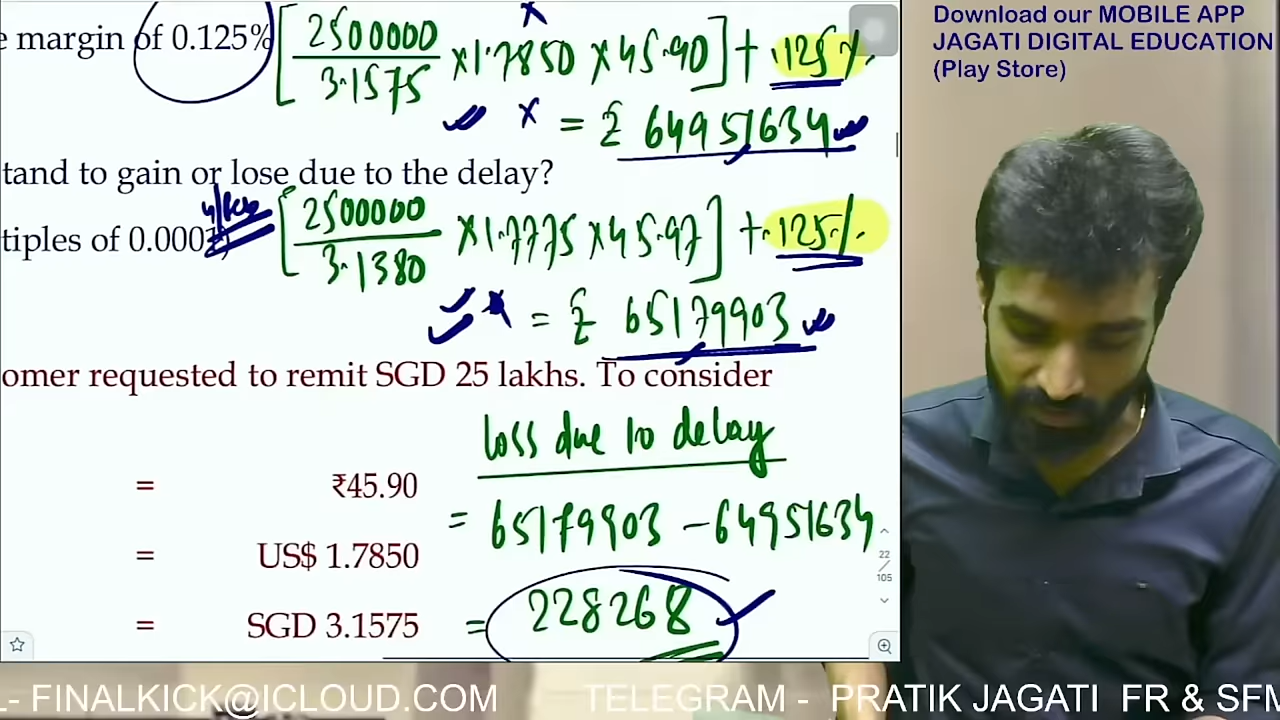 e margin of 0.125%
[2500000/3.1575 × 1.7850 × 45.90] + .125%
x
x = ₹ 64951634
tand to gain or lose due to the delay?
tiples of 0.0001)
[2500000/3.1380 × 1.7775 × 45.97] + .125%
= ₹ 65179903
omer requested to remit SGD 25 lakhs. To consider
loss due to delay
= ₹45.90
= 65179903 - 64951634
= US$ 1.7850
= SGD 3.1575
= 228268
22
/
105
Download our MOBILE APP
JAGATI DIGITAL EDUCATION
(Play Store)
L- FINALKICK@ICLOUD.COM TELEGRAM - PRATIK JAGATI FR & SFM